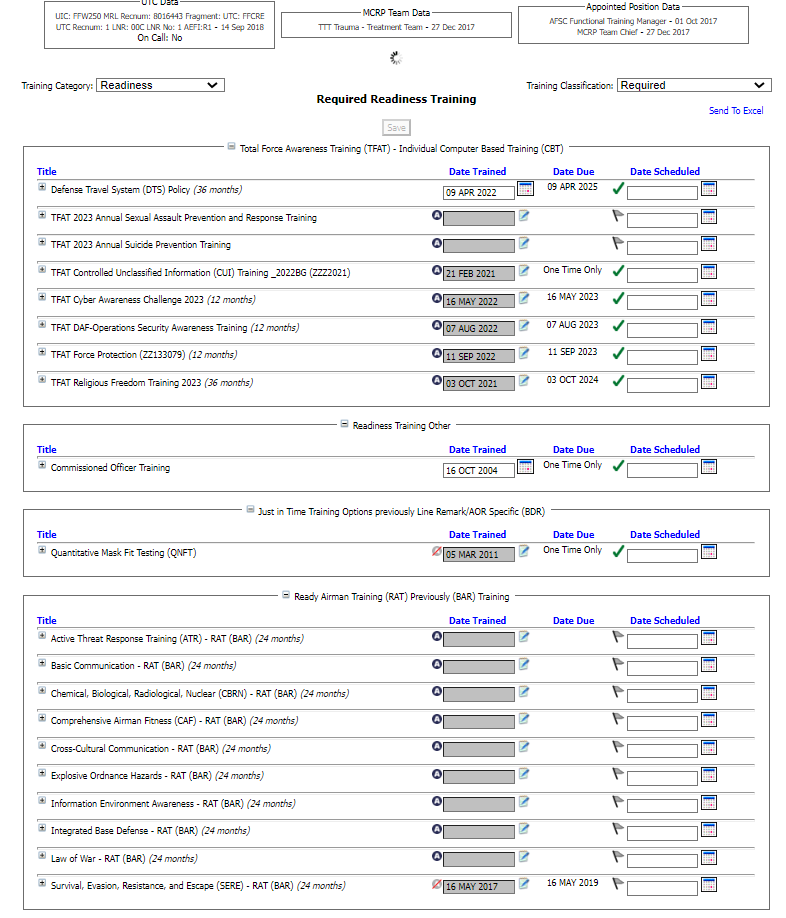 UTC Data
UIC: FFW250 MRL Recnum: 8016443 Fragment: UTC: FFCRE
UTC Recnum: 1 LNR: 00C LNR No: 1 AEFI:R1 - 14 Sep 2018
On Call: No
MCRP Team Data
TTT Trauma - Treatment Team - 27 Dec 2017
Appointed Position Data
AFSC Functional Training Manager - 01 Oct 2017
MCRP Team Chief - 27 Dec 2017
Training Category: Readiness
Training Classification: Required
Required Readiness Training
Send To Excel
Save
Total Force Awareness Training (TFAT) - Individual Computer Based Training (CBT)
Title Date Trained Date Due Date Scheduled
Defense Travel System (DTS) Policy (36 months) 09 APR 2022 09 APR 2025
TFAT 2023 Annual Sexual Assault Prevention and Response Training A
TFAT 2023 Annual Suicide Prevention Training A
TFAT Controlled Unclassified Information (CUI) Training _2022BG (ZZZ2021) A 21 FEB 2021 One Time Only
TFAT Cyber Awareness Challenge 2023 (12 months) A 16 MAY 2022 16 MAY 2023
TFAT DAF-Operations Security Awareness Training (12 months) A 07 AUG 2022 07 AUG 2023
TFAT Force Protection (ZZ133079) (12 months) A 11 SEP 2022 11 SEP 2023
TFAT Religious Freedom Training 2023 (36 months) A 03 OCT 2021 03 OCT 2024
Readiness Training Other
Title Date Trained Date Due Date Scheduled
Commissioned Officer Training 16 OCT 2004 One Time Only
Just in Time Training Options previously Line Remark/AOR Specific (BDR)
Title Date Trained Date Due Date Scheduled
Quantitative Mask Fit Testing (QNFT) 05 MAR 2011 One Time Only
Ready Airman Training (RAT) Previously (BAR) Training
Title Date Trained Date Due Date Scheduled
Active Threat Response Training (ATR) - RAT (BAR) (24 months) A
Basic Communication - RAT (BAR) (24 months) A
Chemical, Biological, Radiological, Nuclear (CBRN) - RAT (BAR) (24 months) A
Comprehensive Airman Fitness (CAF) - RAT (BAR) (24 months) A
Cross-Cultural Communication - RAT (BAR) (24 months) A
Explosive Ordnance Hazards - RAT (BAR) (24 months) A
Information Environment Awareness - RAT (BAR) (24 months) A
Integrated Base Defense - RAT (BAR) (24 months) A
Law of War - RAT (BAR) (24 months) A
Survival, Evasion, Resistance, and Escape (SERE) - RAT (BAR) (24 months) 16 MAY 2017 16 MAY 2019